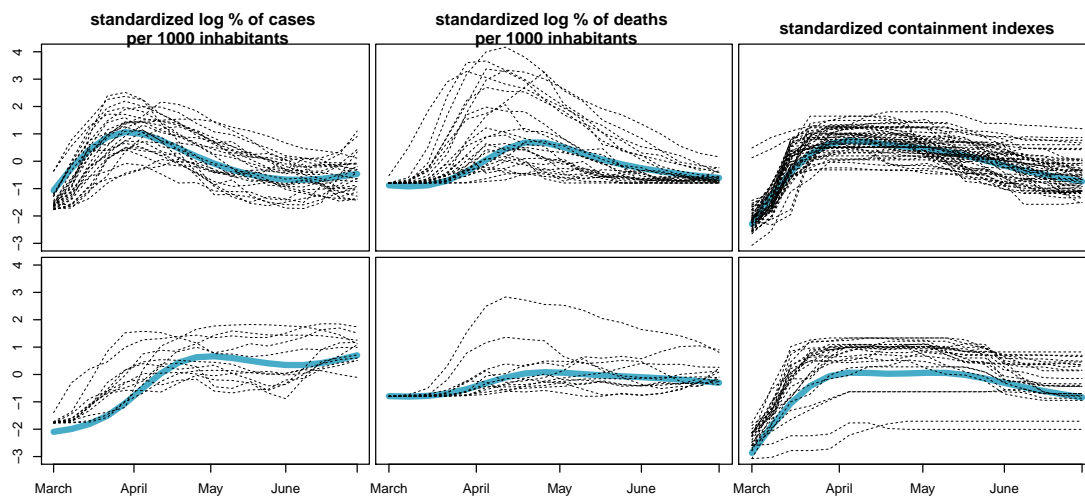 standardized log % of cases
per 1000 inhabitants
standardized log % of deaths
per 1000 inhabitants
standardized containment indexes
4
3
2
1
0
−1
−2
−3
4
3
2
1
0
−1
−2
−3
March April May June
March April May June
March April May June